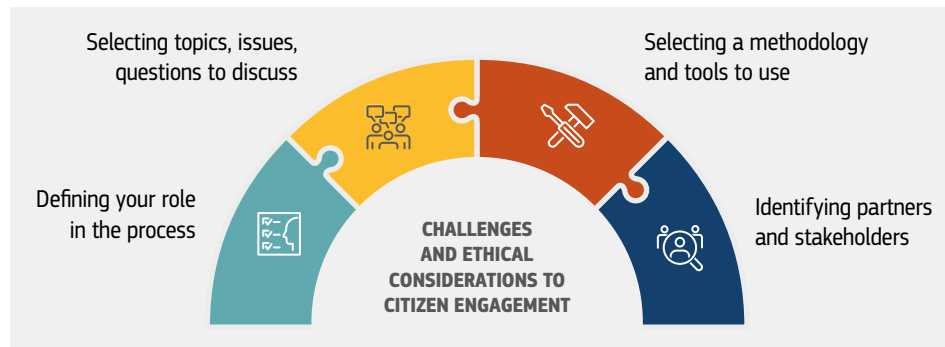 Selecting topics, issues,
questions to discuss
Selecting a methodology
and tools to use
Defining your role
in the process
Identifying partners
and stakeholders
CHALLENGES
AND ETHICAL
CONSIDERATIONS TO
CITIZEN ENGAGEMENT